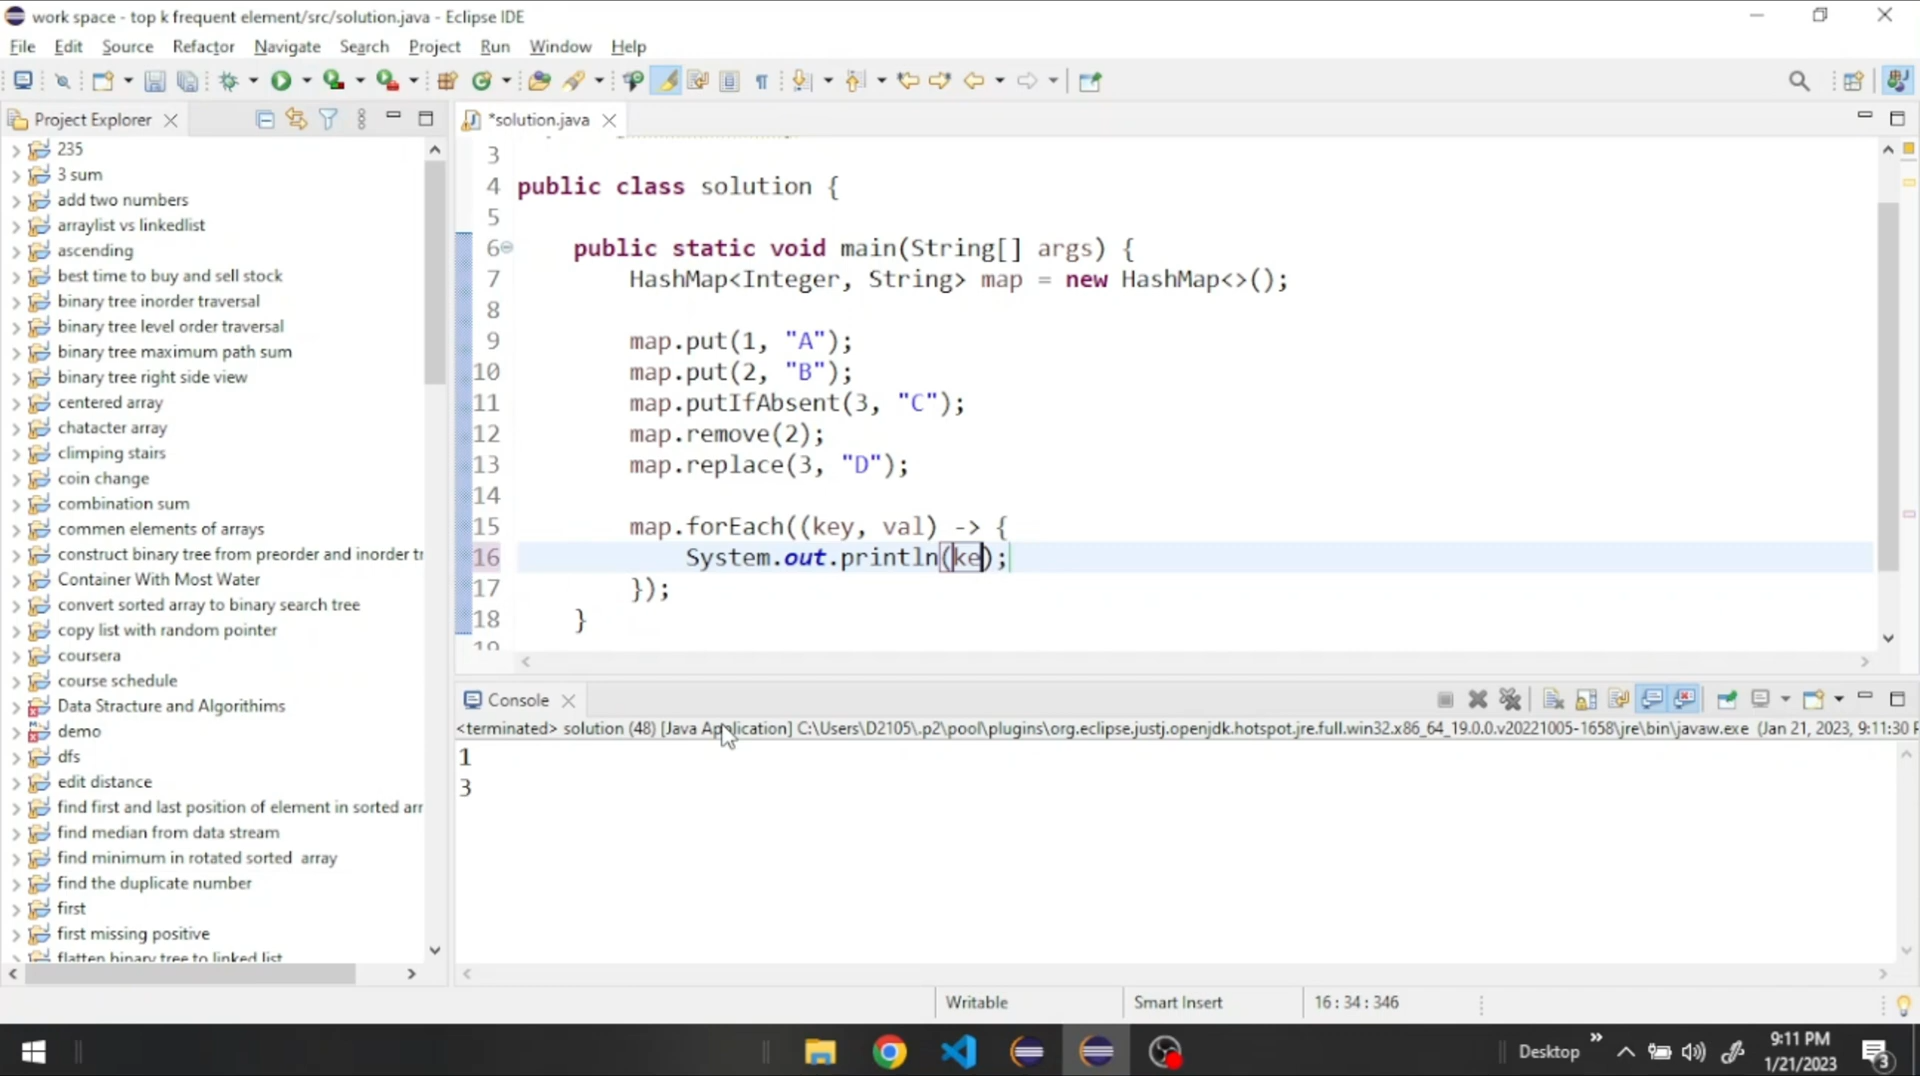 work space - top k frequent element/src/solution.java - Eclipse IDE
File Edit Source Refactor Navigate Search Project Run Window Help
Project Explorer
*solution.java
235
3 sum
add two numbers
arraylist vs linkedlist
ascending
best time to buy and sell stock
binary tree inorder traversal
binary tree level order traversal
binary tree maximum path sum
binary tree right side view
centered array
chatacter array
climping stairs
coin change
combination sum
commen elements of arrays
construct binary tree from preorder and inorder tr
Container With Most Water
convert sorted array to binary search tree
copy list with random pointer
coursera
course schedule
Data Stracture and Algorithims
demo
dfs
edit distance
find first and last position of element in sorted arr
find median from data stream
find minimum in rotated sorted array
find the duplicate number
first
first missing positive
flatten binary tree to linked list
3
4 public class solution {
5
6 public static void main(String[] args) {
7 HashMap<Integer, String> map = new HashMap<>();
8
9 map.put(1, "A");
10 map.put(2, "B");
11 map.putIfAbsent(3, "C");
12 map.remove(2);
13 map.replace(3, "D");
14
15 map.forEach((key, val) -> {
16 System.out.println(ke);
17 });
18 }
19
Console
<terminated> solution (48) [Java Application] C:\Users\D2105\.p2\pool\plugins\org.eclipse.justj.openjdk.hotspot.jre.full.win32.x86_64_19.0.0.v20221005-1658\jre\bin\javaw.exe (Jan 21, 2023, 9:11:30 P
1
3
Writable
Smart Insert
16 : 34 : 346
Desktop
9:11 PM
1/21/2023
3